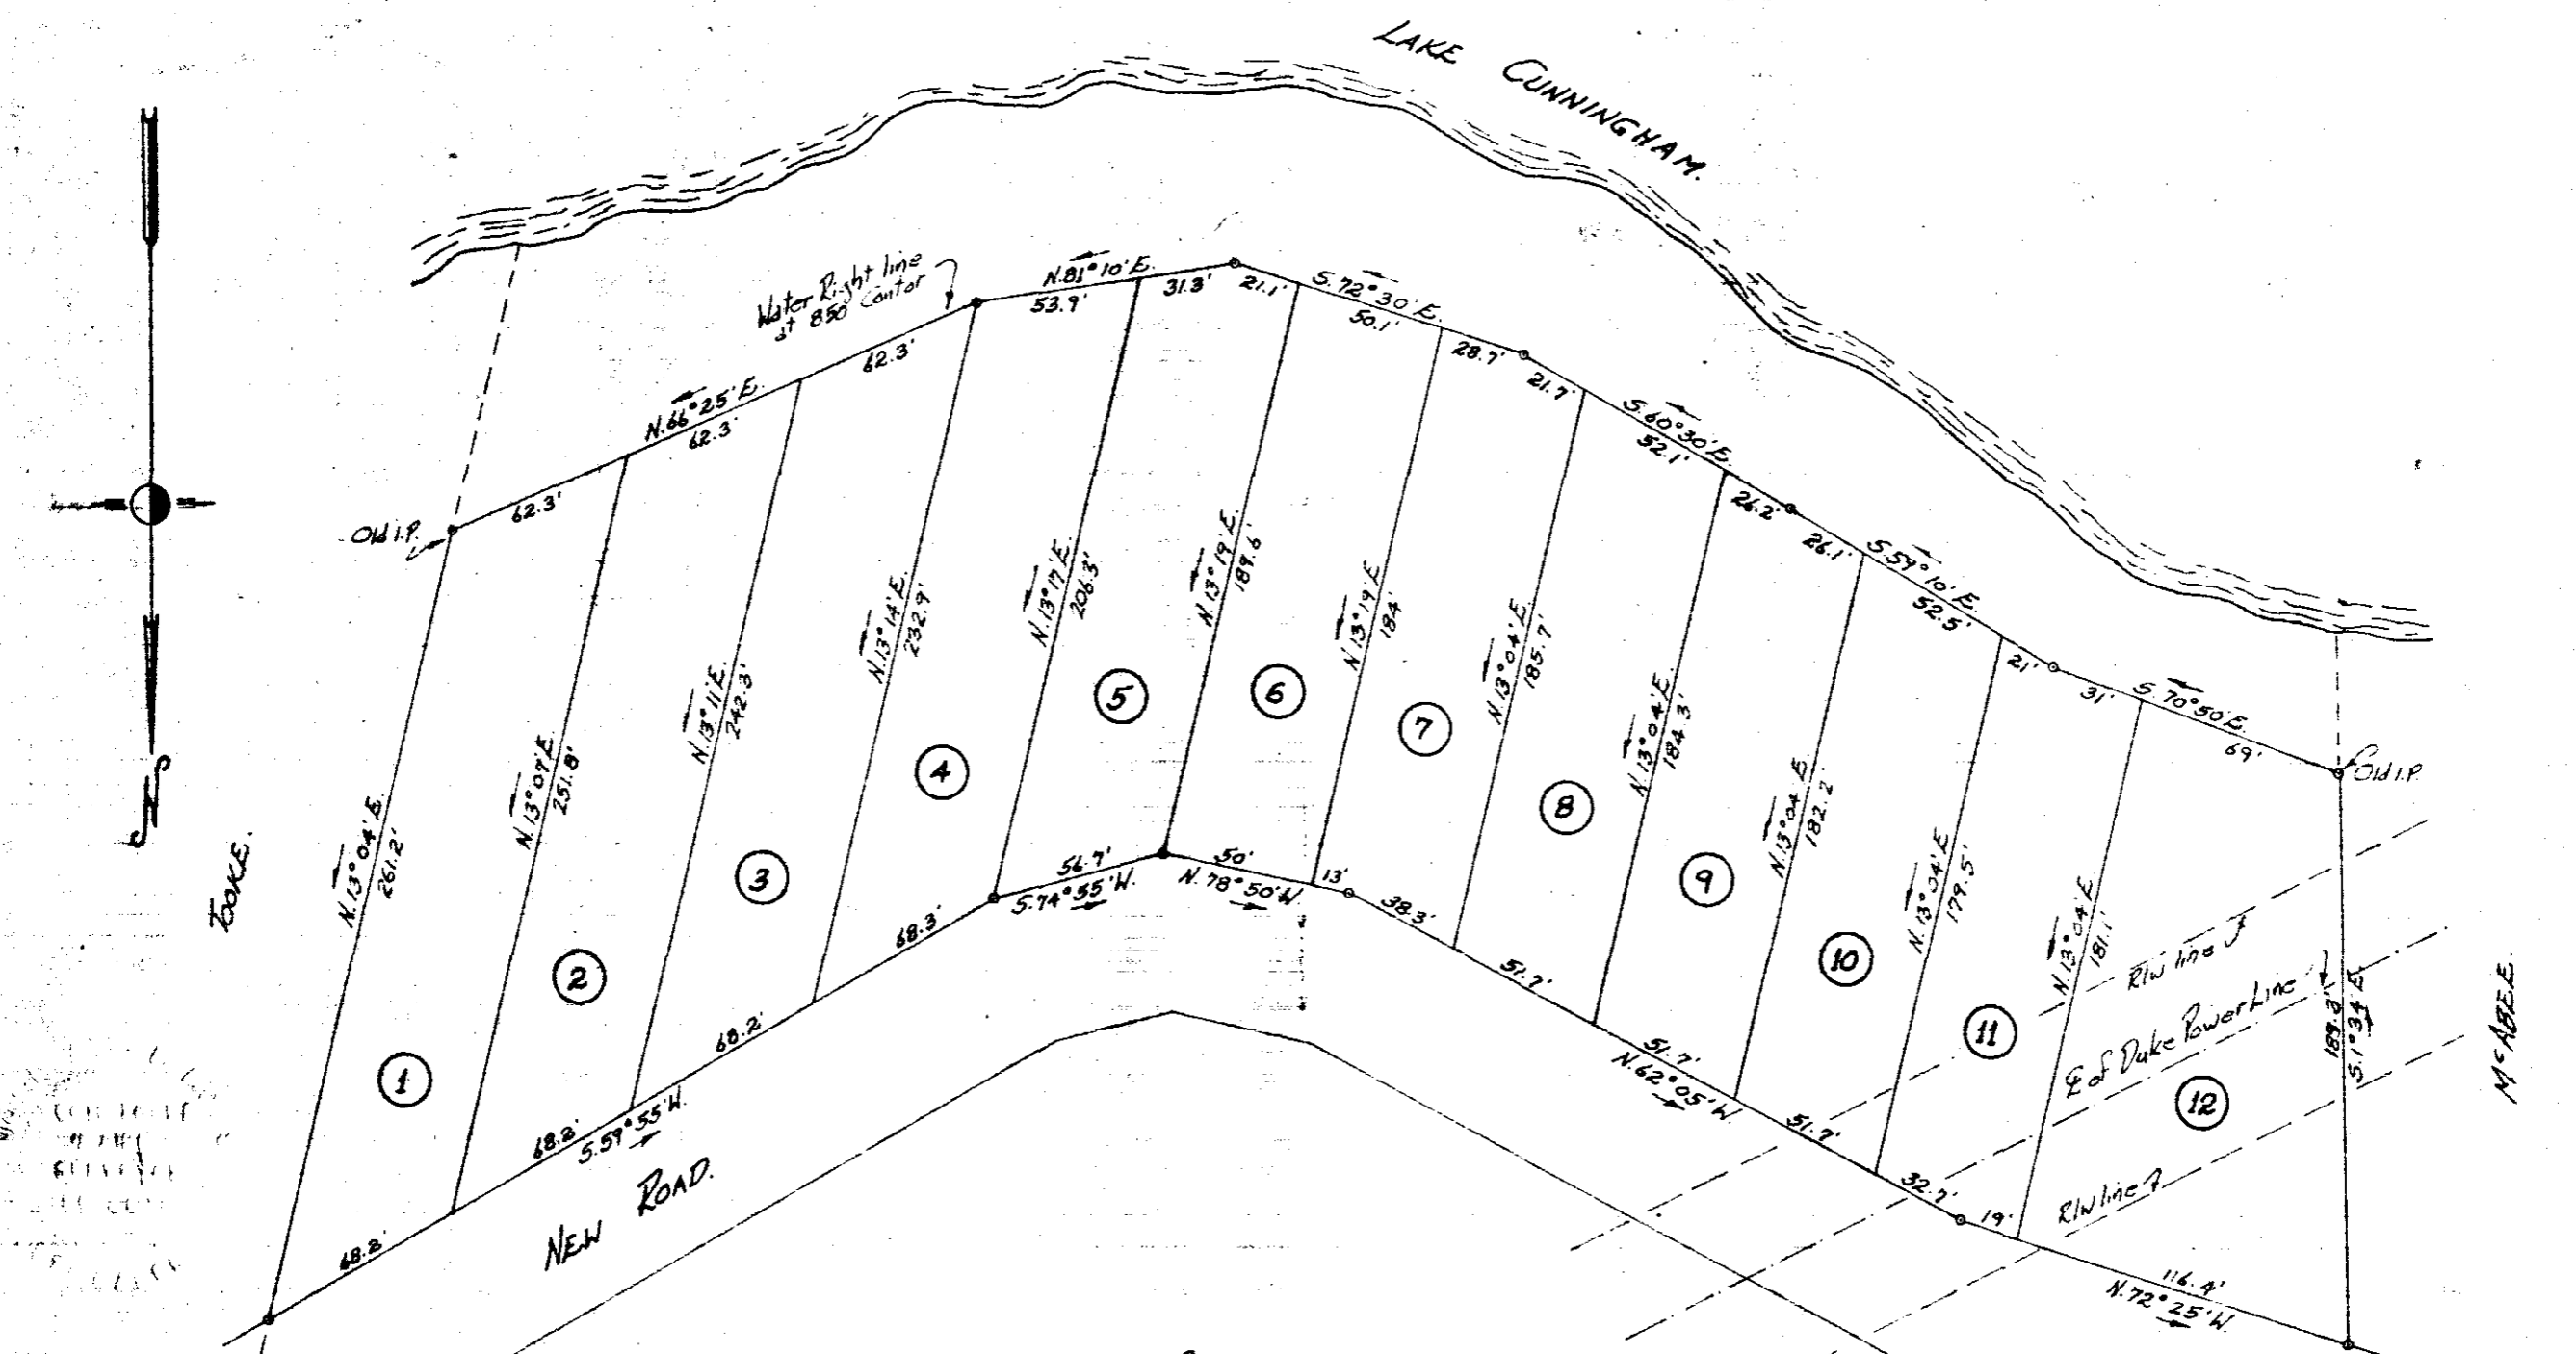 LAKE CUNNINGHAM.
Water Right line
at 850' Contor
N.81°10'E.
53.9'
31.3'
21.1'
S.72°30'E.
50.1'
28.7'
21.7'
S.60°30'E.
52.1'
26.2'
26.1'
S.59°10'E.
52.5'
21'
31'
S.70°50'E.
69'
Old I.P.
62.3'
N.66°25'E.
62.3'
62.3'
Old I.P.
N.13°04'E.
261.2'
N.13°07'E.
251.8'
N.13°11'E.
242.3'
N.13°14'E.
232.9'
N.13°17'E.
206.3'
N.13°19'E.
189.6'
N.13°19'E.
184'
N.13°04'E.
185.7'
N.13°04'E.
184.3'
N.13°04'E.
182.2'
N.13°04'E.
179.5'
N.13°04'E.
181.1'
188.3'
S.1°34'E.
1
2
3
4
5
6
7
8
9
10
11
12
TOOKE.
McABEE.
68.2'
68.2'
S.59°55'W.
68.2'
68.3'
56.7'
S.74°55'W.
50'
N.78°50'W.
13'
38.3'
51.7'
51.7'
N.62°05'W.
51.7'
32.7'
19'
116.4'
N.72°25'W.
R/W line
℄ of Duke Power Line
R/W line
NEW ROAD.
N